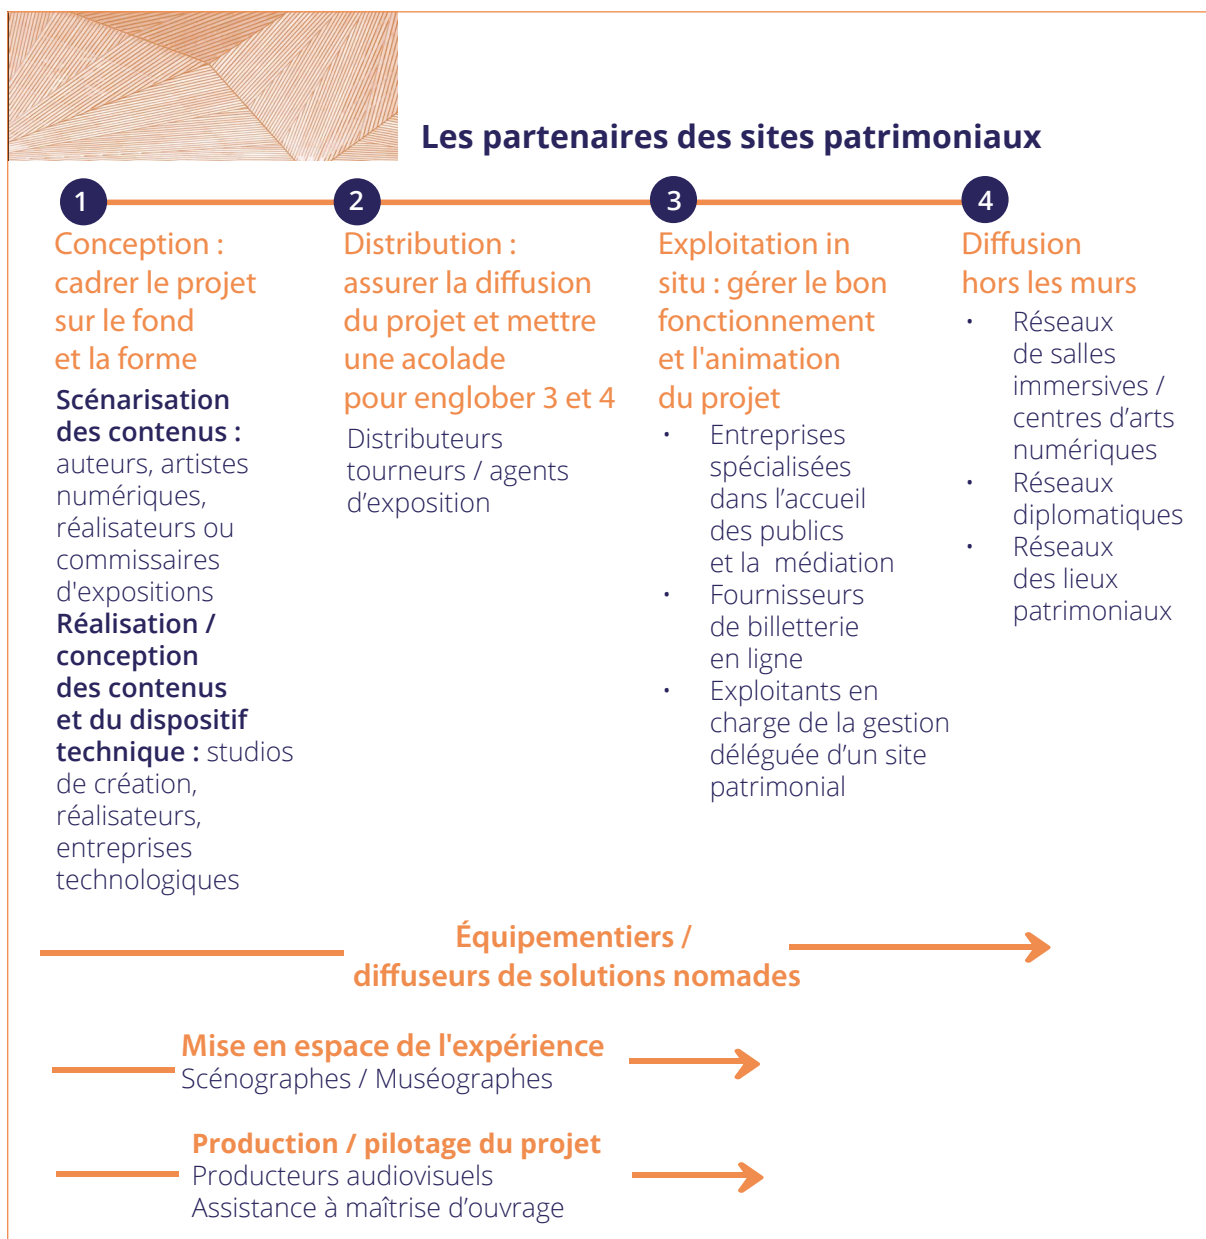 Les partenaires des sites patrimoniaux
1
2
3
4
Conception :
cadrer le projet
sur le fond
et la forme
Scénarisation
des contenus :
auteurs, artistes
numériques,
réalisateurs ou
commissaires
d'expositions
Réalisation /
conception
des contenus
et du dispositif
technique : studios
de création,
réalisateurs,
entreprises
technologiques
Distribution :
assurer la diffusion
du projet et mettre
une acolade
pour englober 3 et 4
Distributeurs
tourneurs / agents
d’exposition
Exploitation in
situ : gérer le bon
fonctionnement
et l'animation
du projet
• Entreprises
spécialisées
dans l’accueil
des publics
et la médiation
• Fournisseurs
de billetterie
en ligne
• Exploitants en
charge de la gestion
déléguée d’un site
patrimonial
Diffusion
hors les murs
• Réseaux
de salles
immersives /
centres d’arts
numériques
• Réseaux
diplomatiques
• Réseaux
des lieux
patrimoniaux
Équipementiers /
diffuseurs de solutions nomades
Mise en espace de l'expérience
Scénographes / Muséographes
Production / pilotage du projet
Producteurs audiovisuels
Assistance à maîtrise d’ouvrage